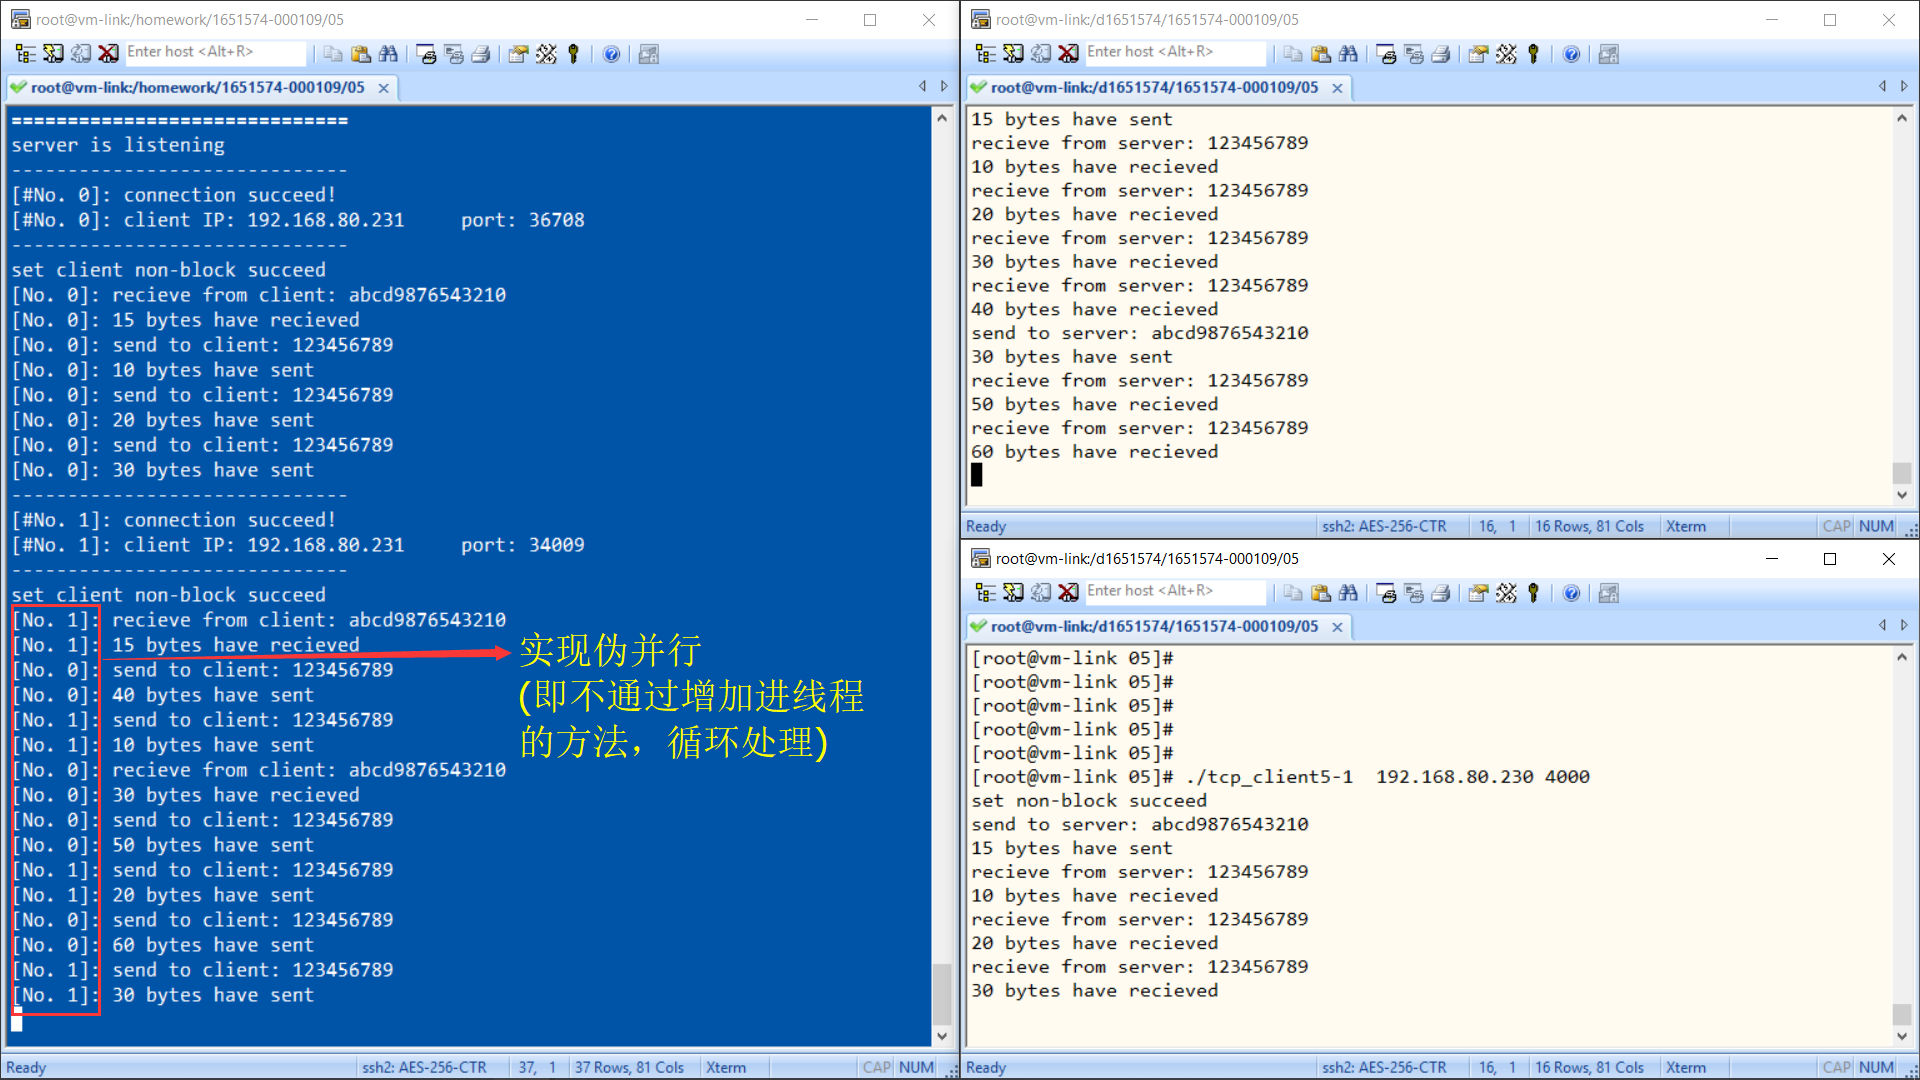 root@vm-link:/homework/1651574-000109/05
Enter host <Alt+R>
root@vm-link:/homework/1651574-000109/05
==============================
server is listening
------------------------------
[#No. 0]: connection succeed!
[#No. 0]: client IP: 192.168.80.231     port: 36708
------------------------------
set client non-block succeed
[No. 0]: recieve from client: abcd9876543210
[No. 0]: 15 bytes have recieved
[No. 0]: send to client: 123456789
[No. 0]: 10 bytes have sent
[No. 0]: send to client: 123456789
[No. 0]: 20 bytes have sent
[No. 0]: send to client: 123456789
[No. 0]: 30 bytes have sent
------------------------------
[#No. 1]: connection succeed!
[#No. 1]: client IP: 192.168.80.231     port: 34009
------------------------------
set client non-block succeed
[No. 1]: recieve from client: abcd9876543210
[No. 1]: 15 bytes have recieved
[No. 0]: send to client: 123456789
[No. 0]: 40 bytes have sent
[No. 1]: send to client: 123456789
[No. 1]: 10 bytes have sent
[No. 0]: recieve from client: abcd9876543210
[No. 0]: 30 bytes have recieved
[No. 0]: send to client: 123456789
[No. 0]: 50 bytes have sent
[No. 1]: send to client: 123456789
[No. 1]: 20 bytes have sent
[No. 0]: send to client: 123456789
[No. 0]: 60 bytes have sent
[No. 1]: send to client: 123456789
[No. 1]: 30 bytes have sent
实现伪并行
(即不通过增加进线程
的方法，循环处理)
Ready ssh2: AES-256-CTR 37, 1 37 Rows, 81 Cols Xterm CAP NUM
root@vm-link:/d1651574/1651574-000109/05
Enter host <Alt+R>
root@vm-link:/d1651574/1651574-000109/05
15 bytes have sent
recieve from server: 123456789
10 bytes have recieved
recieve from server: 123456789
20 bytes have recieved
recieve from server: 123456789
30 bytes have recieved
recieve from server: 123456789
40 bytes have recieved
send to server: abcd9876543210
30 bytes have sent
recieve from server: 123456789
50 bytes have recieved
recieve from server: 123456789
60 bytes have recieved
Ready ssh2: AES-256-CTR 16, 1 16 Rows, 81 Cols Xterm CAP NUM
root@vm-link:/d1651574/1651574-000109/05
Enter host <Alt+R>
root@vm-link:/d1651574/1651574-000109/05
[root@vm-link 05]#
[root@vm-link 05]#
[root@vm-link 05]#
[root@vm-link 05]#
[root@vm-link 05]#
[root@vm-link 05]# ./tcp_client5-1  192.168.80.230 4000
set non-block succeed
send to server: abcd9876543210
15 bytes have sent
recieve from server: 123456789
10 bytes have recieved
recieve from server: 123456789
20 bytes have recieved
recieve from server: 123456789
30 bytes have recieved
Ready ssh2: AES-256-CTR 16, 1 16 Rows, 81 Cols Xterm CAP NUM